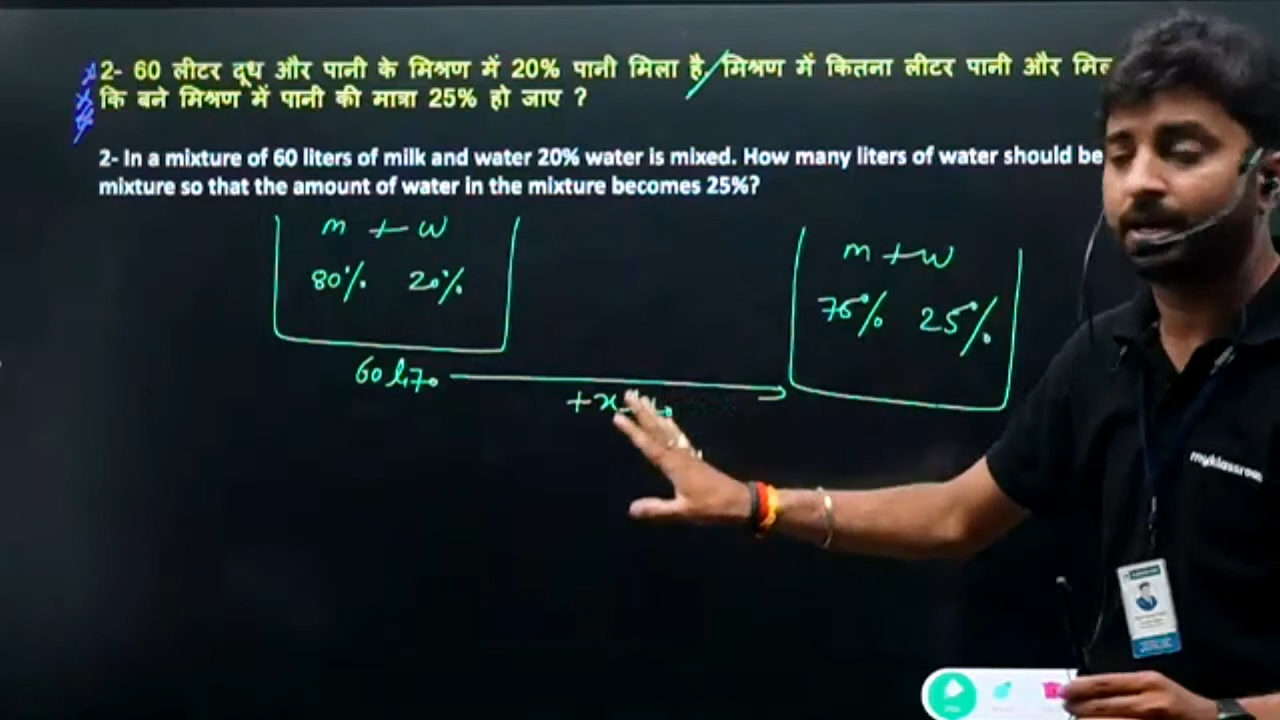 2- 60 लीटर दूध और पानी के मिश्रण में 20% पानी मिला है, मिश्रण में कितना लीटर पानी और
कि बने मिश्रण में पानी की मात्रा 25% हो जाए ?
2- In a mixture of 60 liters of milk and water 20% water is mixed. How many liters of water should be
mixture so that the amount of water in the mixture becomes 25%?
m + w
80% 20%
60 lit
m + w
75% 25%
+x
myklassroom